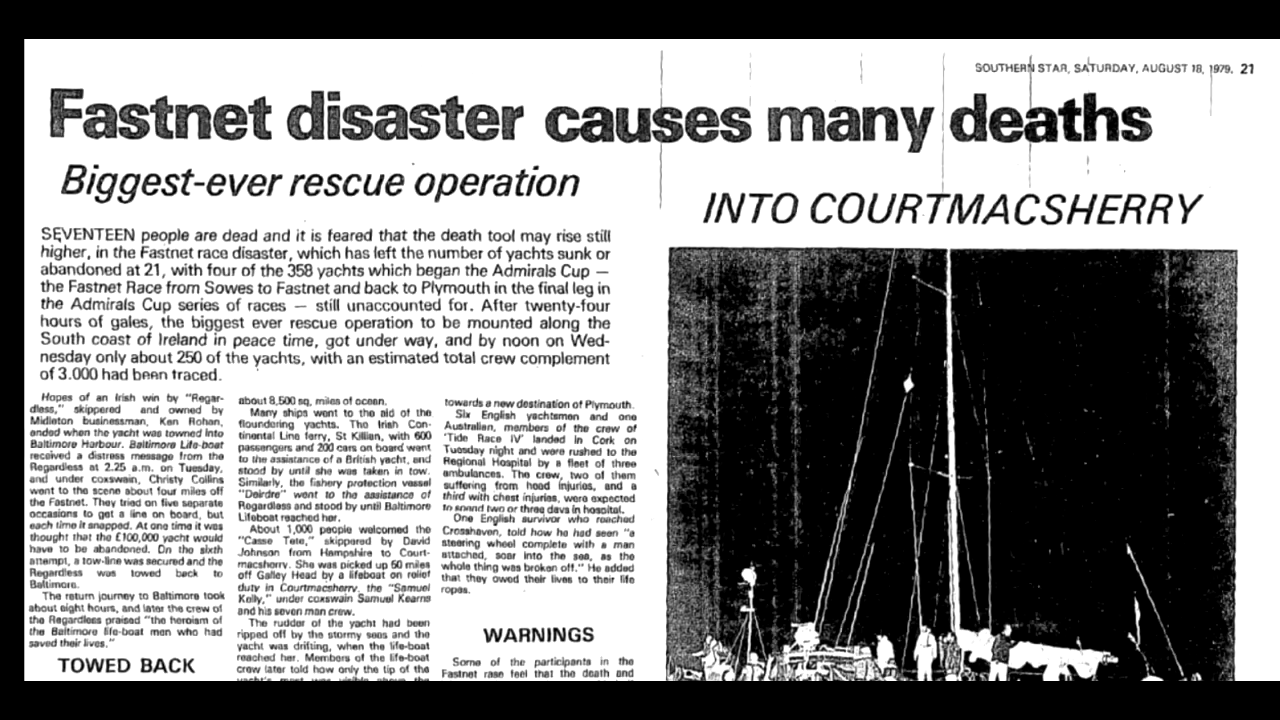 SOUTHERN STAR, SATURDAY, AUGUST 18, 1979. 21
Fastnet disaster causes many deaths
Biggest-ever rescue operation
INTO COURTMACSHERRY
SEVENTEEN people are dead and it is feared that the death tool may rise still
higher, in the Fastnet race disaster, which has left the number of yachts sunk or
abandoned at 21, with four of the 358 yachts which began the Admirals Cup —
the Fastnet Race from Sowes to Fastnet and back to Plymouth in the final leg in
the Admirals Cup series of races — still unaccounted for. After twenty-four
hours of gales, the biggest ever rescue operation to be mounted along the
South coast of Ireland in peace time, got under way, and by noon on Wed-
nesday only about 250 of the yachts, with an estimated total crew complement
of 3.000 had been traced.
Hopes of an Irish win by "Regar-
dless," skippered and owned by
Midleton businessman, Ken Rohan,
ended when the yacht was towned into
Baltimore Harbour. Baltimore Life-boat
received a distress message from the
Regardless at 2.25 a.m. on Tuesday,
and under coxswain, Christy Collins
went to the scene about four miles off
the Fastnet. They tried on five separate
occasions to get a line on board, but
each time it snapped. At one time it was
thought that the £100,000 yacht would
have to be abandoned. On the sixth
attempt, a tow-line was secured and the
Regardless was towed back to
Baltimore.
The return journey to Baltimore took
about eight hours, and later the crew of
the Regardless praised "the heroism of
the Baltimore life-boat men who had
saved their lives."
TOWED BACK
about 8,500 sq. miles of ocean.
Many ships went to the aid of the
floundering yachts. The Irish Con-
tinental Line ferry, St Killian, with 600
passengers and 200 cars on board went
to the assistance of a British yacht, and
stood by until she was taken in tow.
Similarly, the fishery protection vessel
"Deirdre" went to the assistance of
Regardless and stood by until Baltimore
Lifeboat reached her.
About 1,000 people welcomed the
"Casse Tete," skippered by David
Johnson from Hampshire to Court-
macsherry. She was picked up 60 miles
off Galley Head by a lifeboat on relief
duty in Courtmacsherry, the "Samuel
Kelly," under coxswain Samuel Kearns
and his seven man crew.
The rudder of the yacht had been
ripped off by the stormy seas and the
yacht was drifting, when the life-boat
reached her. Members of the life-boat
crew later told how only the tip of the
yacht's mast was visible above the
towards a new destination of Plymouth.
Six English yachtsmen and one
Australian, members of the crew of
'Tide Race IV' landed in Cork on
Tuesday night and were rushed to the
Regional Hospital by a fleet of three
ambulances. The crew, two of them
suffering from head injuries, and a
third with chest injuries, were expected
to spend two or three days in hospital.
One English survivor who reached
Crosshaven, told how he had seen "a
steering wheel complete with a man
attached, soar into the sea, as the
whole thing was broken off." He added
that they owed their lives to their life
ropes.
WARNINGS
Some of the participants in the
Fastnet rase feel that the death and